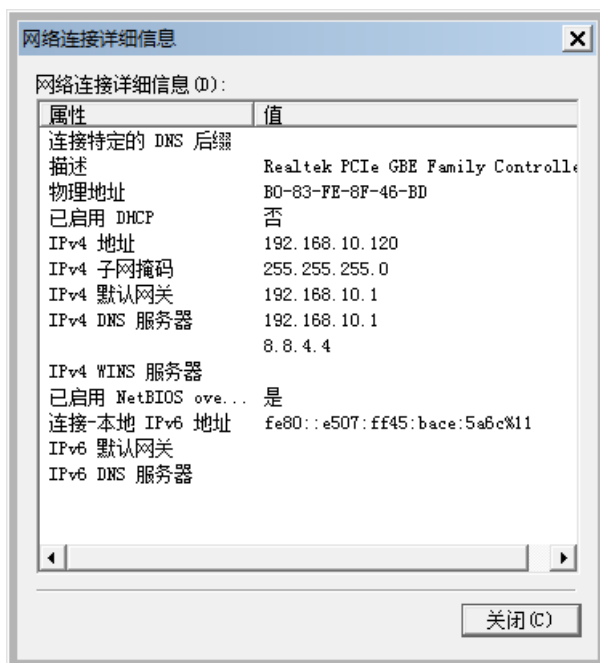 网络连接详细信息
网络连接详细信息(D):
属性 值
连接特定的 DNS 后缀
描述 Realtek PCIe GBE Family Controlle
物理地址 B0-83-FE-8F-46-BD
已启用 DHCP 否
IPv4 地址 192.168.10.120
IPv4 子网掩码 255.255.255.0
IPv4 默认网关 192.168.10.1
IPv4 DNS 服务器 192.168.10.1
8.8.4.4
IPv4 WINS 服务器
已启用 NetBIOS ove... 是
连接-本地 IPv6 地址 fe80::e507:ff45:bace:5a6c%11
IPv6 默认网关
IPv6 DNS 服务器
关闭(C)